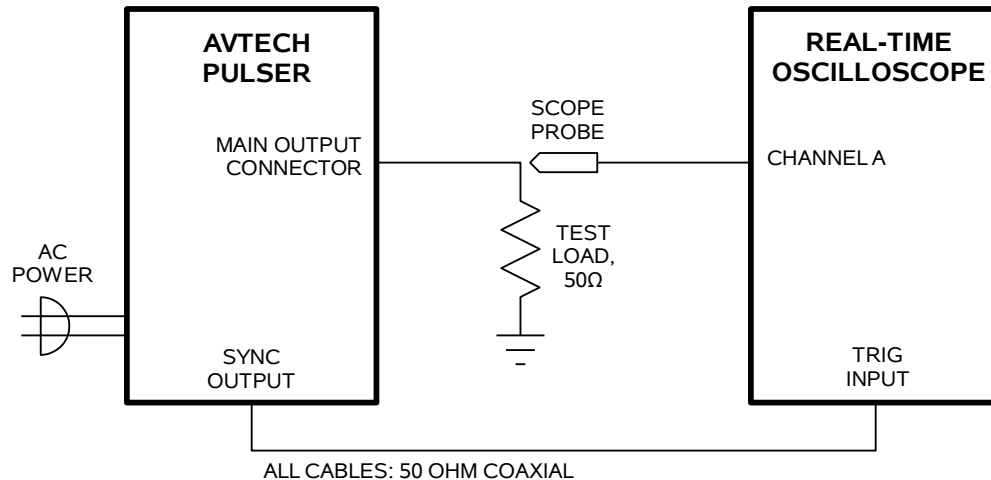 AVTECH
PULSER
MAIN OUTPUT
CONNECTOR
AC
POWER
SYNC
OUTPUT
SCOPE
PROBE
TEST
LOAD,
50Ω
REAL-TIME
OSCILLOSCOPE
CHANNEL A
TRIG
INPUT
ALL CABLES: 50 OHM COAXIAL